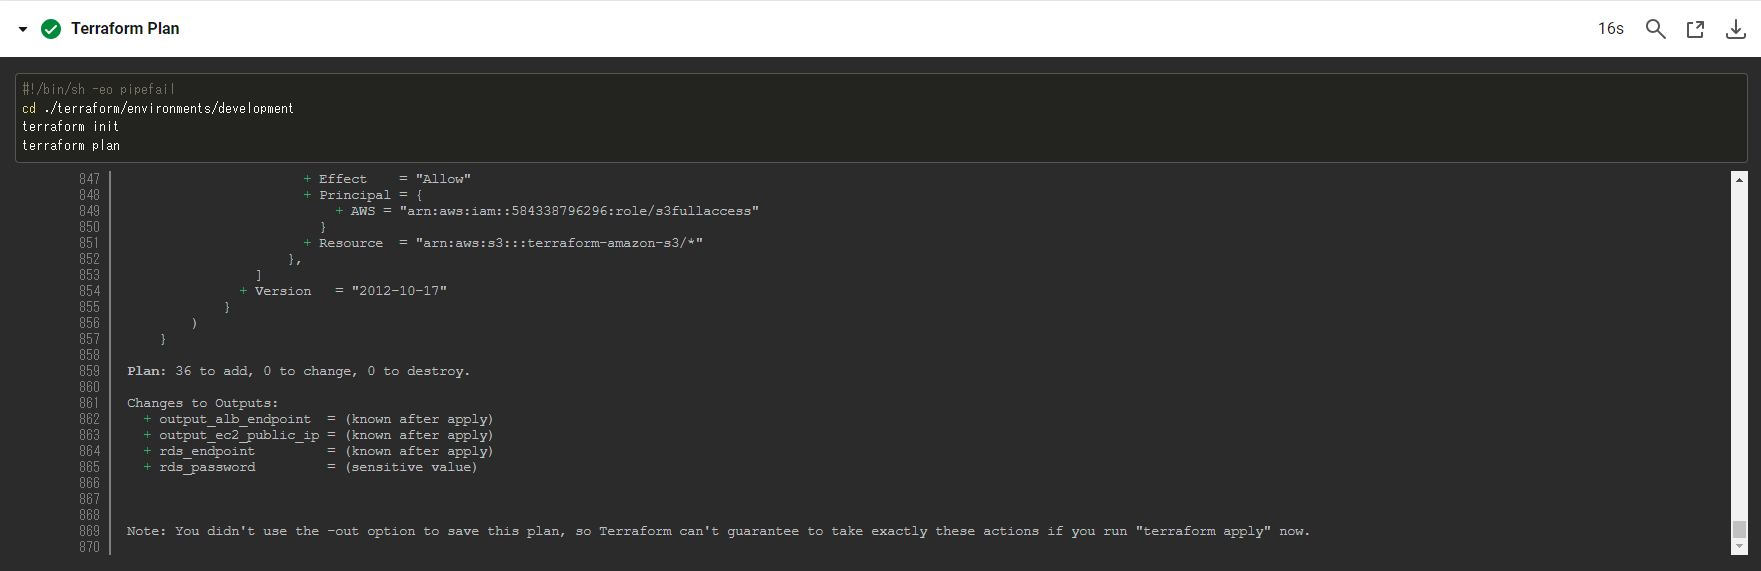 Terraform Plan
16s
#!/bin/sh -eo pipefail
cd ./terraform/environments/development
terraform init
terraform plan
847 + Effect    = "Allow"
848 + Principal = {
849 + AWS = "arn:aws:iam::584338796296:role/s3fullaccess"
850 }
851 + Resource  = "arn:aws:s3:::terraform-amazon-s3/*"
852 },
853 ]
854 + Version   = "2012-10-17"
855 }
856 )
857 }
858
859 Plan: 36 to add, 0 to change, 0 to destroy.
860
861 Changes to Outputs:
862 + output_alb_endpoint  = (known after apply)
863 + output_ec2_public_ip = (known after apply)
864 + rds_endpoint         = (known after apply)
865 + rds_password         = (sensitive value)
866
867
868
869 Note: You didn't use the -out option to save this plan, so Terraform can't guarantee to take exactly these actions if you run "terraform apply" now.
870